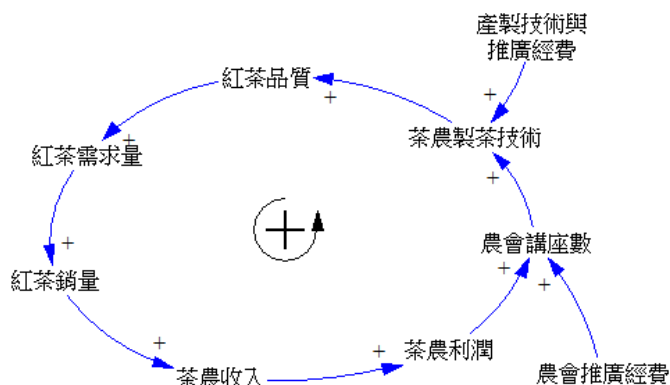 產製技術與
推廣經費
紅茶品質
+
+
茶農製茶技術
+
紅茶需求量
+
+
農會講座數
+
+
+
紅茶銷量
+
茶農利潤
+
茶農收入
農會推廣經費